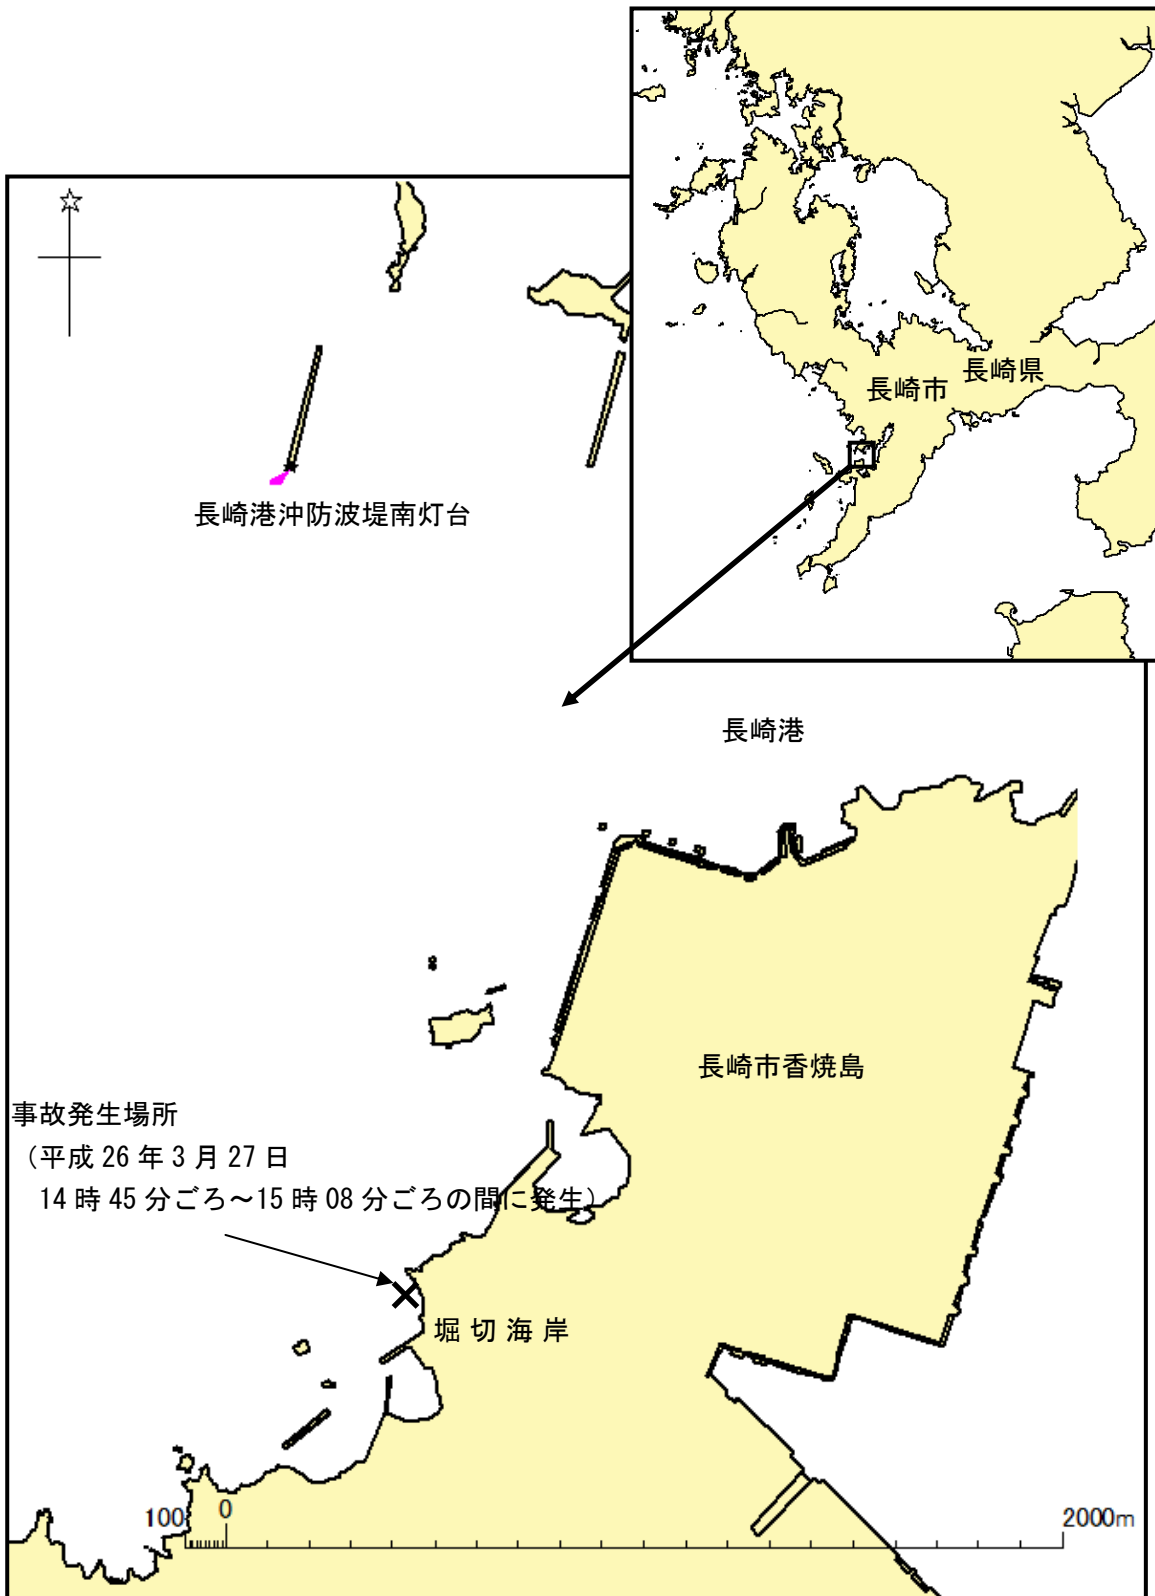 長崎県
長崎市
長崎港沖防波堤南灯台
長崎港
長崎市香焼島
事故発生場所
（平成 26 年 3 月 27 日
14 時 45 分ごろ～15 時 08 分ごろの間に発生）
堀切海岸
100 0 2000m